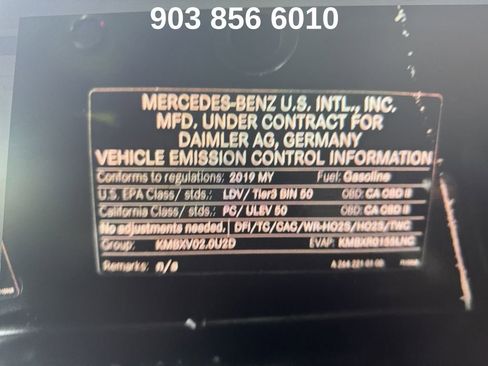 903 856 6010
MERCEDES-BENZ U.S. INTL., INC.
MFD. UNDER CONTRACT FOR
DAIMLER AG, GERMANY
VEHICLE EMISSION CONTROL INFORMATION
Conforms to regulations: 2019 MY Fuel: Gasoline
U.S. EPA Class/ stds.: LDV/ Tier3 BIN 50 OBD: CA OBD II
California Class/ stds.: PC/ ULEV 50 OBD: CA OBD II
No adjustments needed. DFI/TC/CAC/WR-HO2S/HO2S/TWC
Group: KMBXV02.0U2D EVAP: KMBXR0155LNC
Remarks: n/a